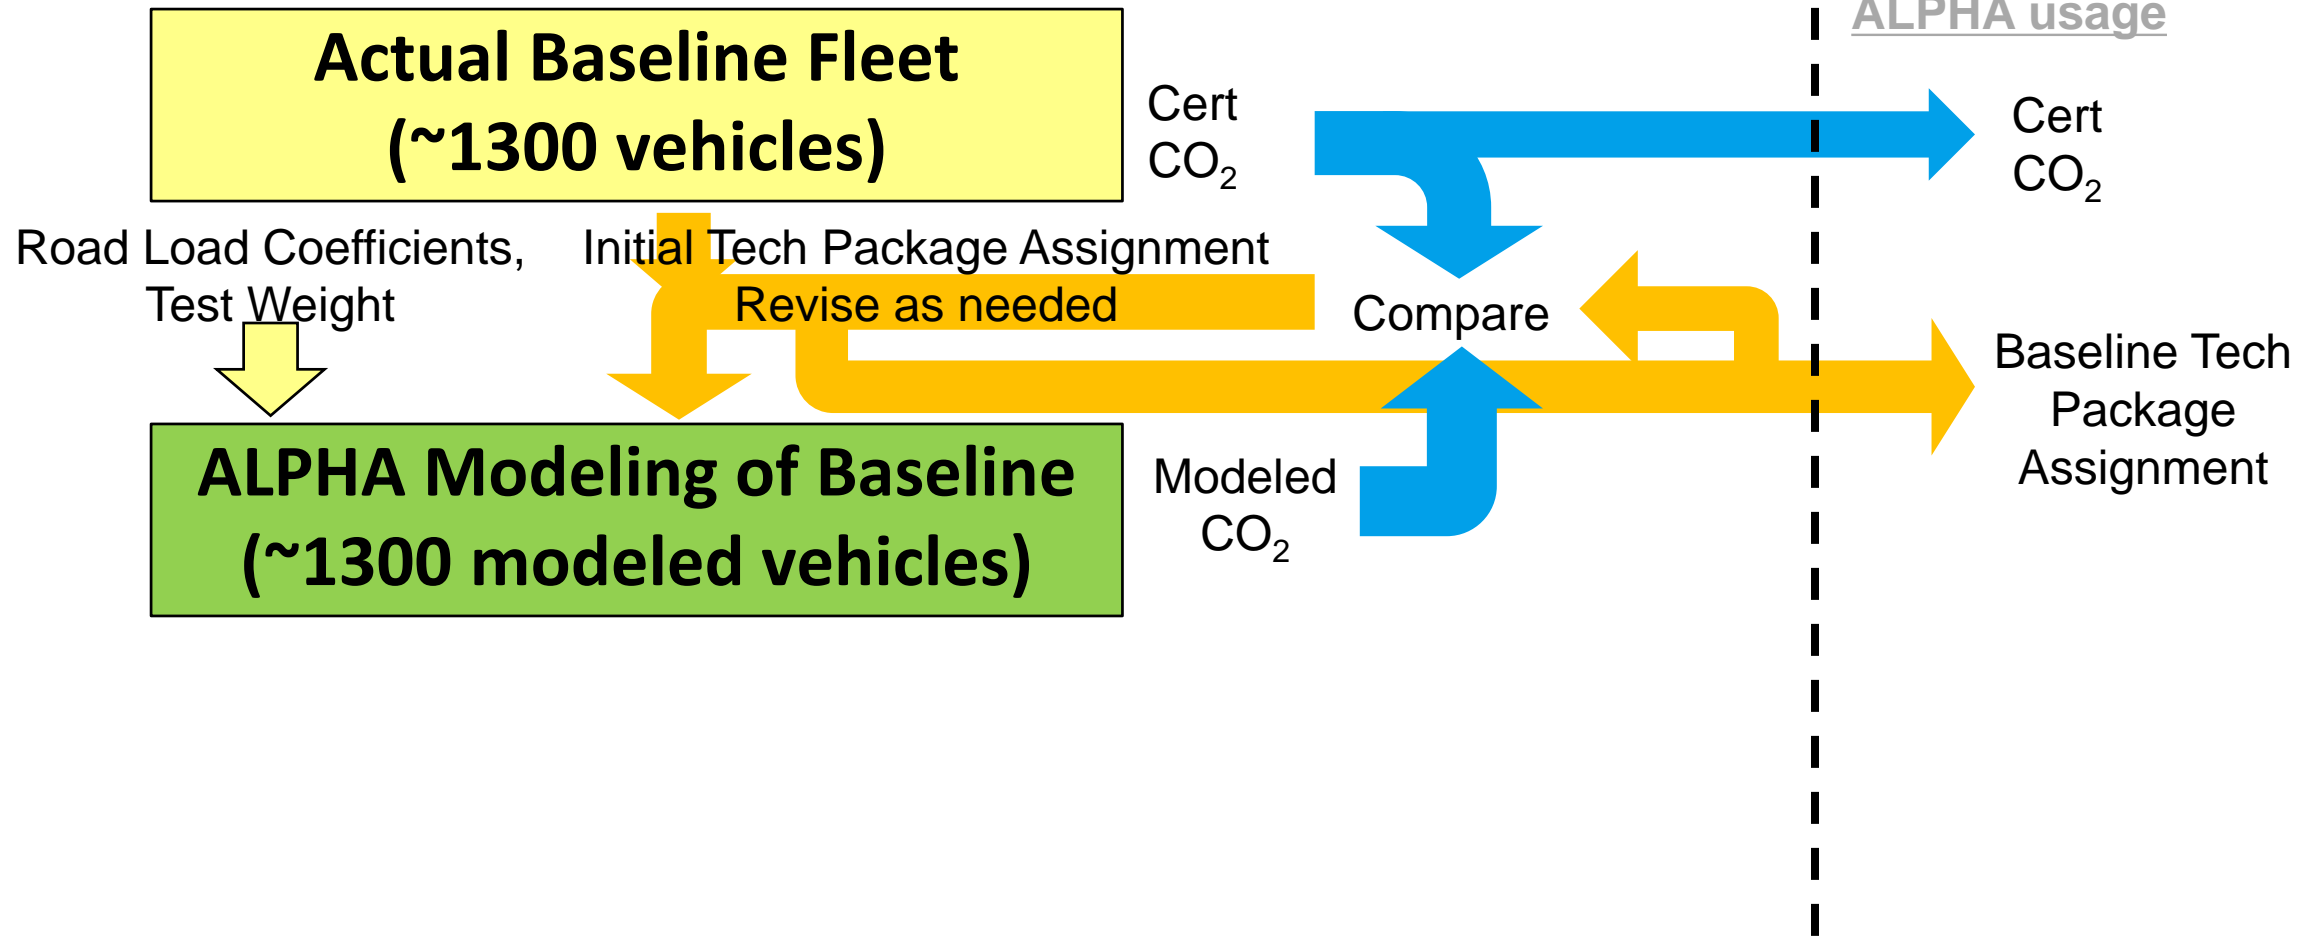 ALPHA usage
Actual Baseline Fleet
(~1300 vehicles)
Cert
CO₂
Cert
CO₂
Road Load Coefficients,
Test Weight
Initial Tech Package Assignment
Revise as needed
Compare
Baseline Tech
Package
Assignment
ALPHA Modeling of Baseline
(~1300 modeled vehicles)
Modeled
CO₂